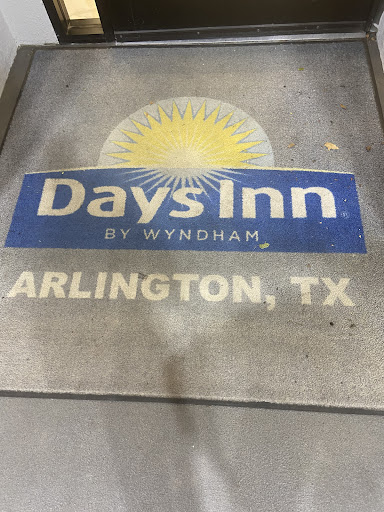 Days Inn
BY WYNDHAM
ARLINGTON, TX